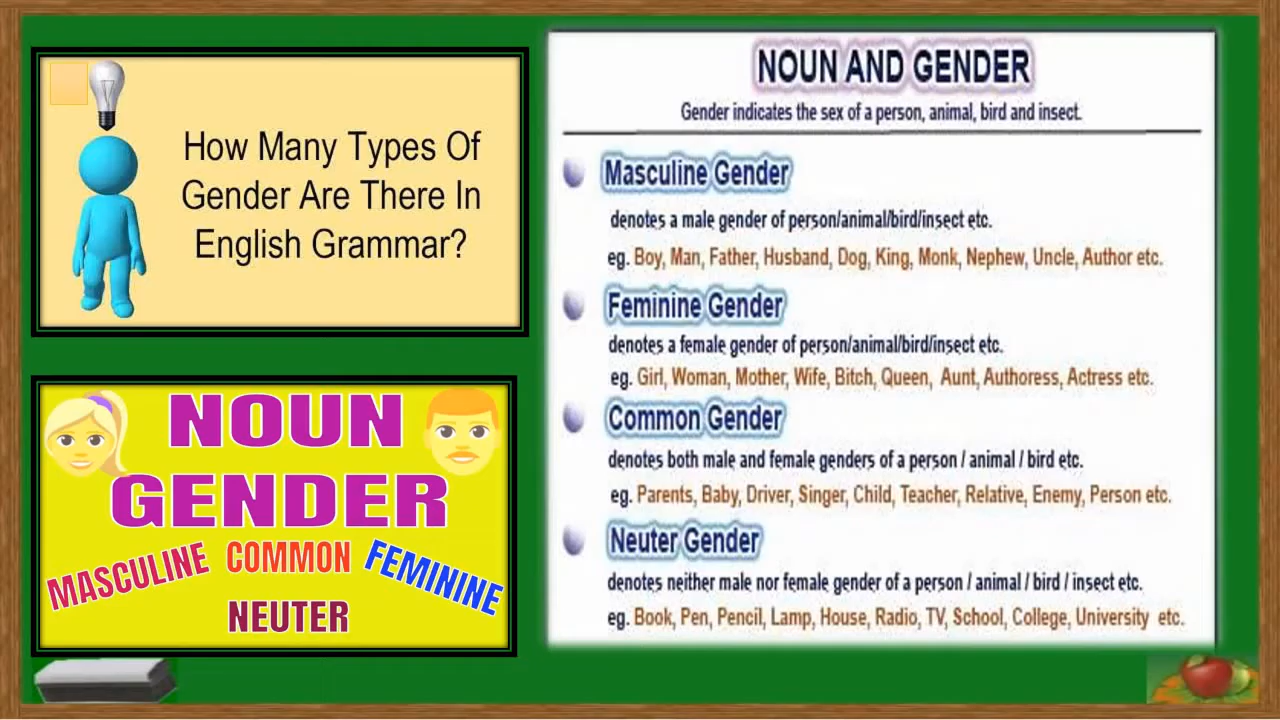 How Many Types Of
Gender Are There In
English Grammar?
NOUN
GENDER
MASCULINE COMMON FEMININE
NEUTER
NOUN AND GENDER
Gender indicates the sex of a person, animal, bird and insect.
Masculine Gender
denotes a male gender of person/animal/bird/insect etc.
eg. Boy, Man, Father, Husband, Dog, King, Monk, Nephew, Uncle, Author etc.
Feminine Gender
denotes a female gender of person/animal/bird/insect etc.
eg. Girl, Woman, Mother, Wife, Bitch, Queen, Aunt, Authoress, Actress etc.
Common Gender
denotes both male and female genders of a person / animal / bird etc.
eg. Parents, Baby, Driver, Singer, Child, Teacher, Relative, Enemy, Person etc.
Neuter Gender
denotes neither male nor female gender of a person / animal / bird / insect etc.
eg. Book, Pen, Pencil, Lamp, House, Radio, TV, School, College, University etc.